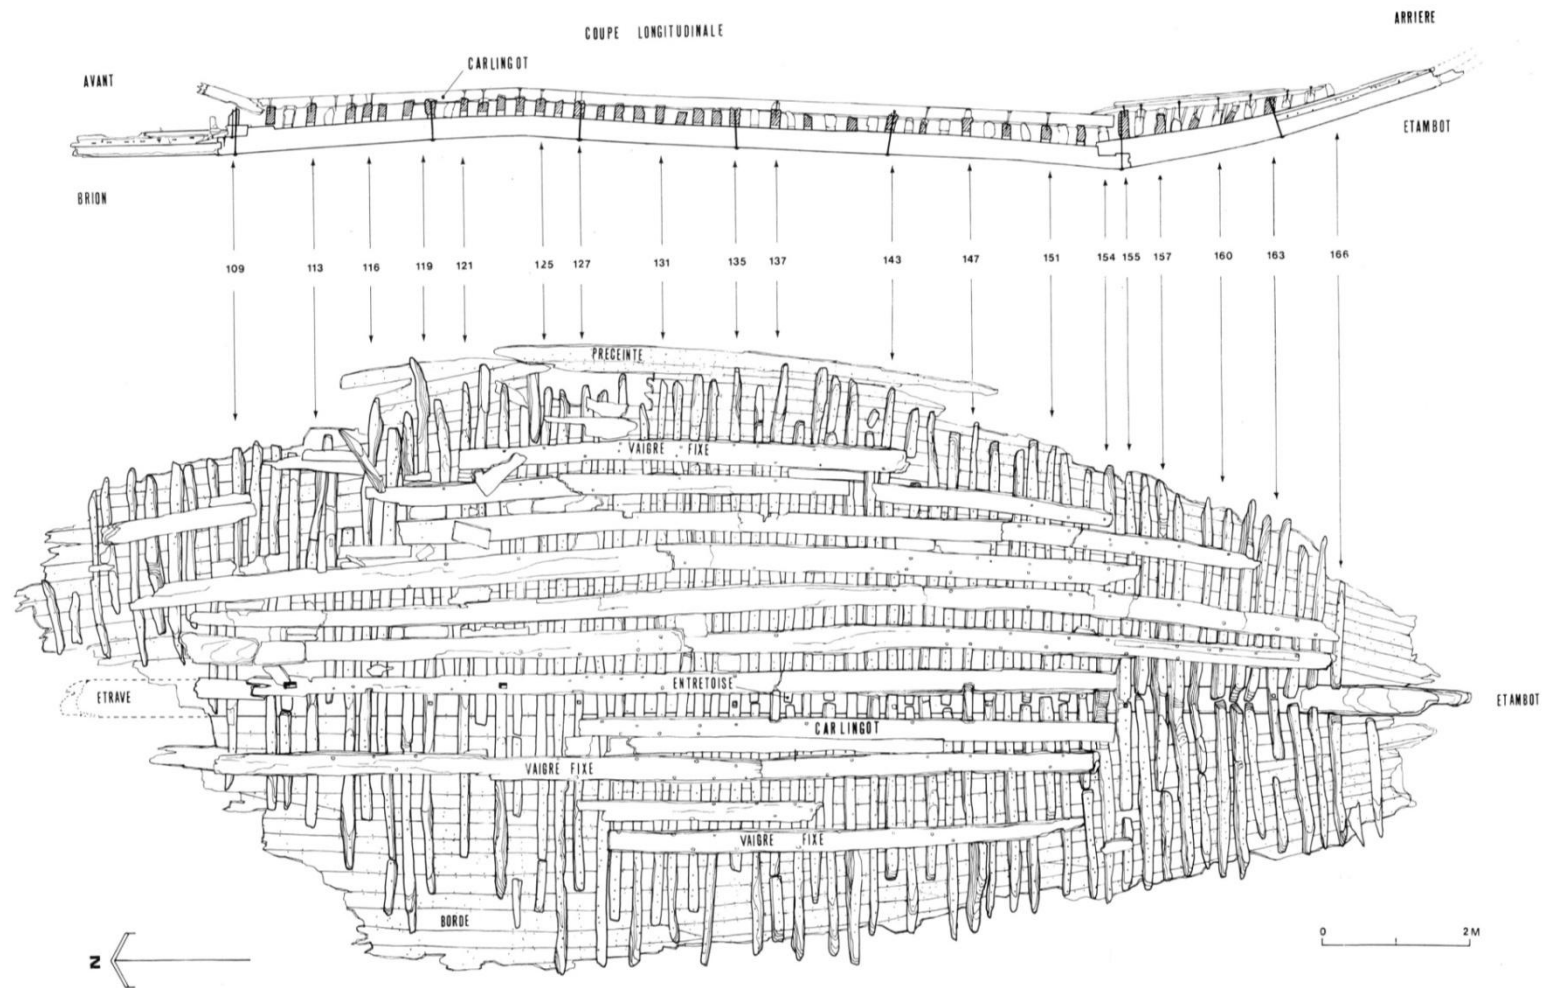 COUPE LONGITUDINALE
ARRIERE
AVANT
CARLINGOT
ETAMBOT
BRION
109 113 116 119 121 125 127 131 135 137 143 147 151 154 155 157 160 163 166
PRECEINTE
VAIGRE FIXE
ETRAVE
ENTRETOISE
ETAMBOT
CARLINGOT
VAIGRE FIXE
VAIGRE FIXE
BORDE
N
0 2M